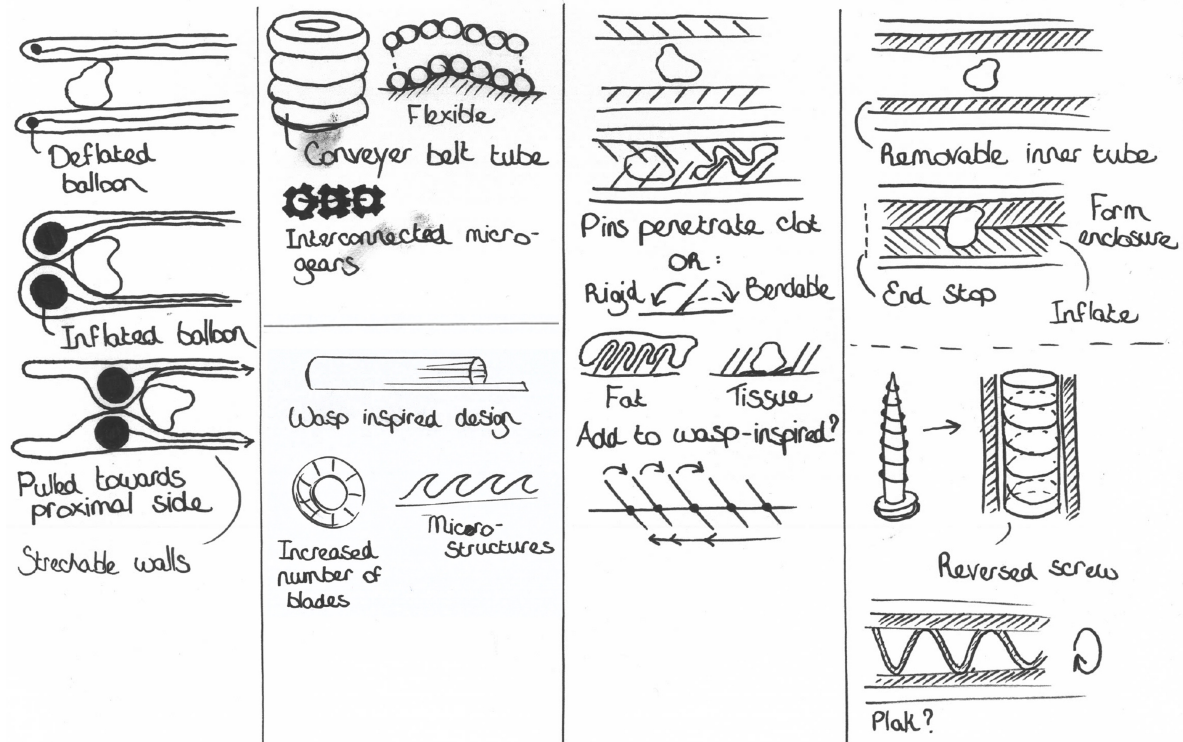 Deflated
balloon
Inflated balloon
Pulled towards
proximal side
Strechable walls
Flexible
Conveyer belt tube
Interconnected micro-
gears
Wasp inspired design
Increased
number of
blades
Micro-
structures
Pins penetrate clot
OR:
Rigid
Bendable
Fat
Tissue
Add to wasp-inspired?
Removable inner tube
Form
enclosure
End stop
Inflate
Reversed screw
Plak?